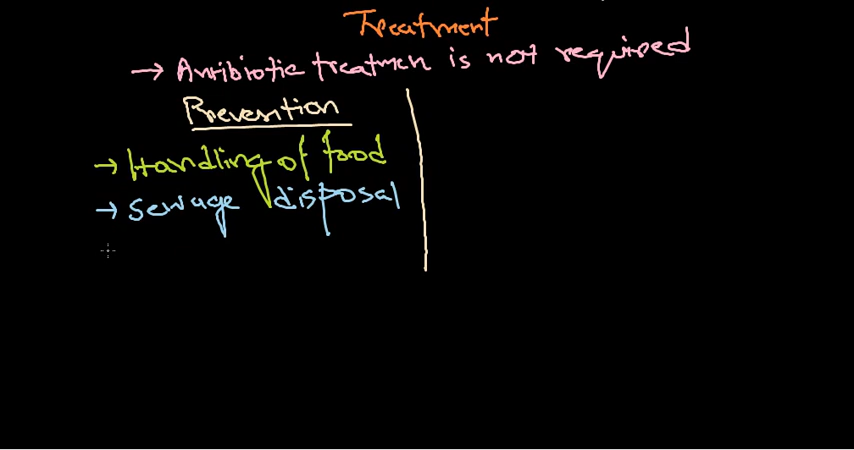 Treatment
→ Antibiotic treatmen is not required
Prevention
→ Handling of food
→ Sewage disposal